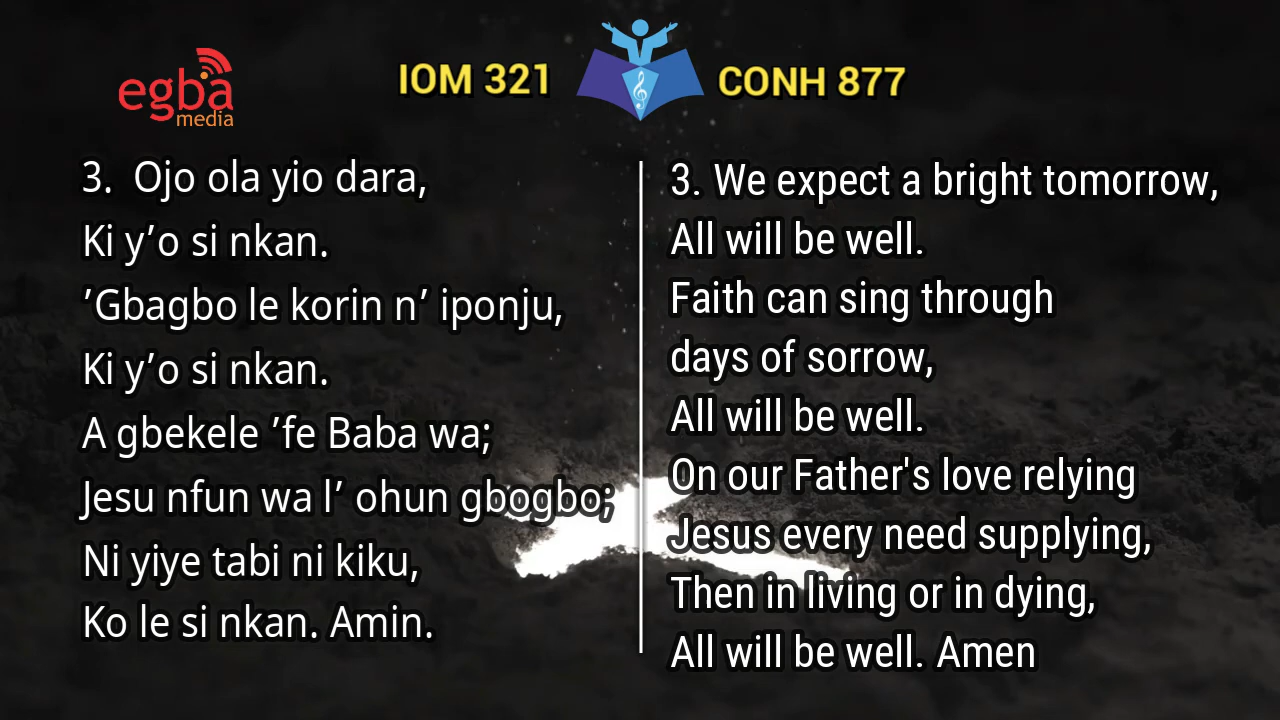 egba
media
IOM 321
CONH 877
3. Ojo ola yio dara,
Ki y’o si nkan.
’Gbagbo le korin n’ iponju,
Ki y’o si nkan.
A gbekele ’fe Baba wa;
Jesu nfun wa l’ ohun gbogbo;
Ni yiye tabi ni kiku,
Ko le si nkan. Amin.
3. We expect a bright tomorrow,
All will be well.
Faith can sing through
days of sorrow,
All will be well.
On our Father's love relying
Jesus every need supplying,
Then in living or in dying,
All will be well. Amen